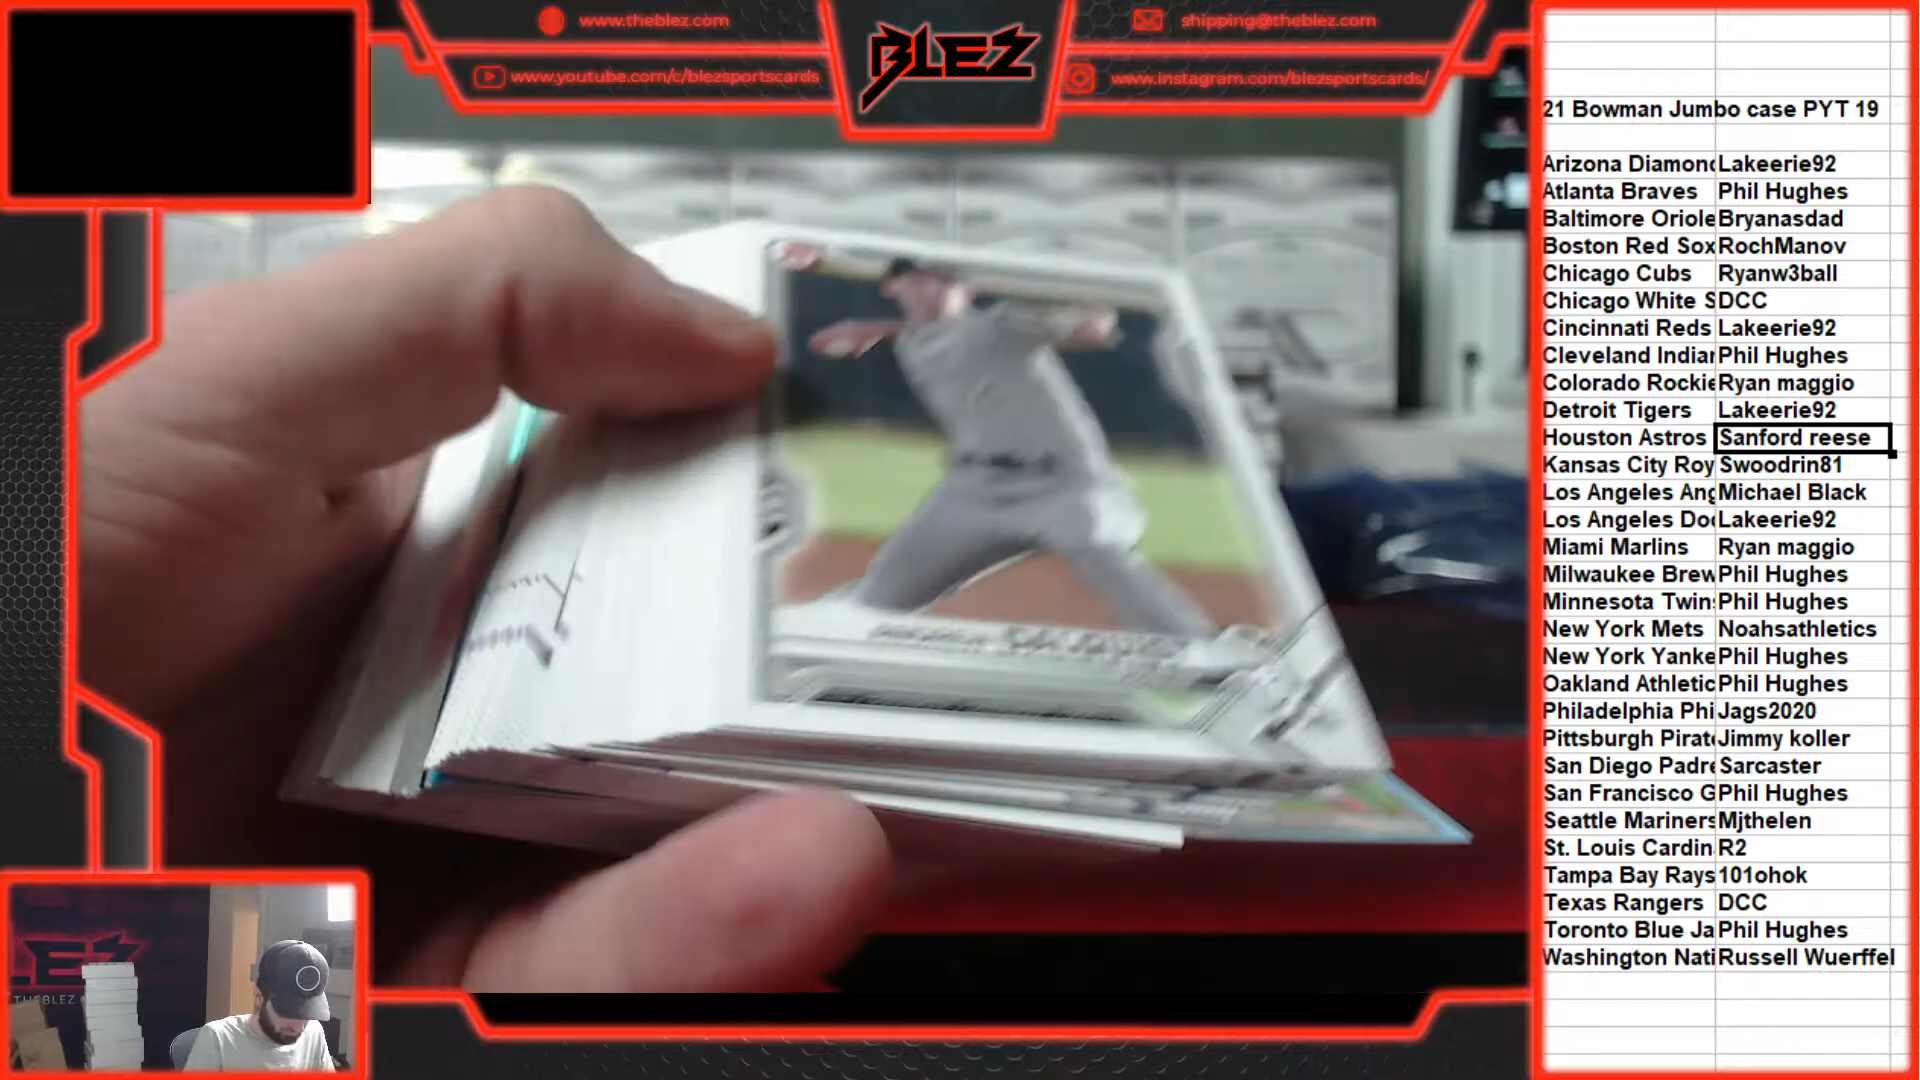 www.theblez.com
BLEZ
shipping@theblez.com
www.youtube.com/c/blezsportscards
www.instagram.com/blezsportscards/
21 Bowman Jumbo case PYT 19
Arizona Diamond Lakeerie92
Atlanta Braves Phil Hughes
Baltimore Oriole Bryanasdad
Boston Red Sox RochManov
Chicago Cubs Ryanw3ball
Chicago White S DCC
Cincinnati Reds Lakeerie92
Cleveland Indian Phil Hughes
Colorado Rockie Ryan maggio
Detroit Tigers Lakeerie92
Houston Astros Sanford reese
Kansas City Roy Swoodrin81
Los Angeles Ang Michael Black
Los Angeles Dod Lakeerie92
Miami Marlins Ryan maggio
Milwaukee Brew Phil Hughes
Minnesota Twins Phil Hughes
New York Mets Noahsathletics
New York Yanke Phil Hughes
Oakland Athletic Phil Hughes
Philadelphia Phi Jags2020
Pittsburgh Pirate Jimmy koller
San Diego Padre Sarcaster
San Francisco G Phil Hughes
Seattle Mariners Mjthelen
St. Louis Cardin R2
Tampa Bay Rays 101ohok
Texas Rangers DCC
Toronto Blue Ja Phil Hughes
Washington Nati Russell Wuerffel
LEZ
THEBLEZ